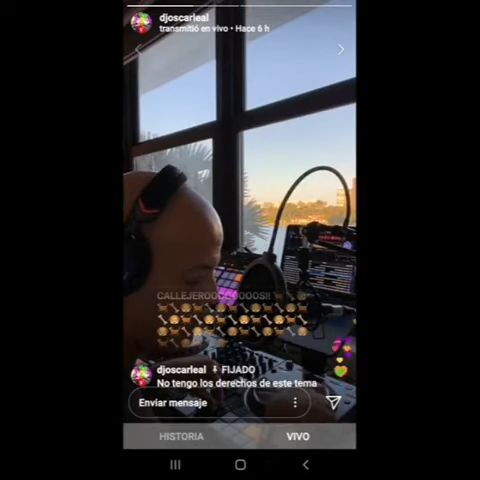 djoscarleal
transmitió en vivo • Hace 6 h
CALLEJEROOOOOOOOS!!
djoscarleal FIJADO
No tengo los derechos de este tema
Enviar mensaje
HISTORIA VIVO